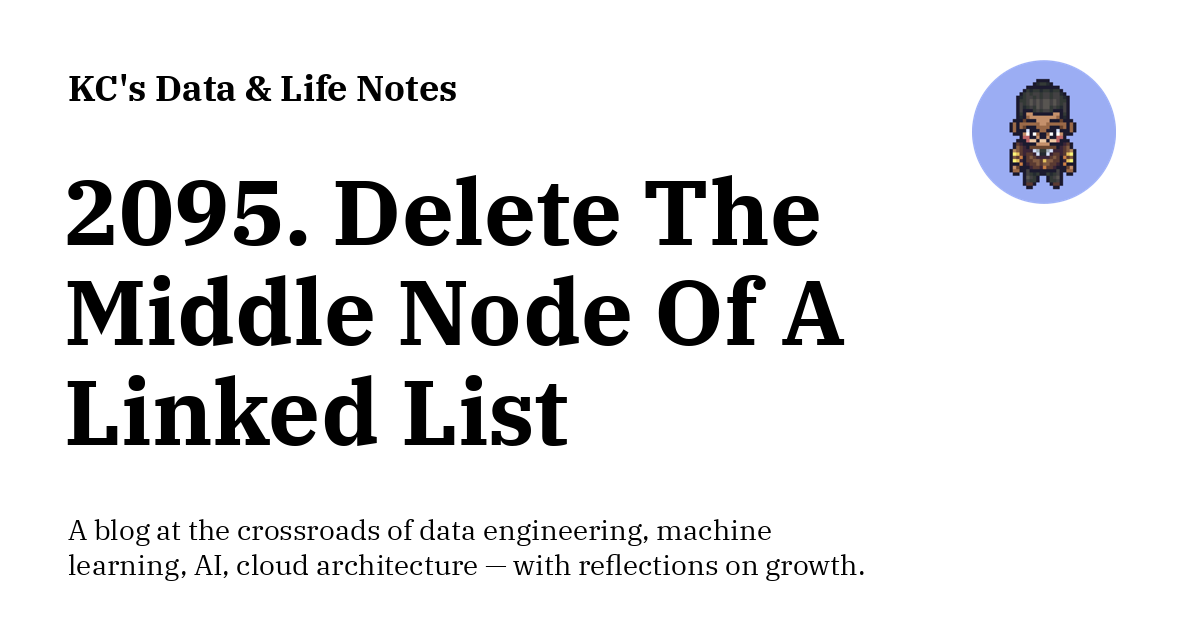 KC's Data & Life Notes
2095. Delete The
Middle Node Of A
Linked List
A blog at the crossroads of data engineering, machine
learning, AI, cloud architecture — with reflections on growth.